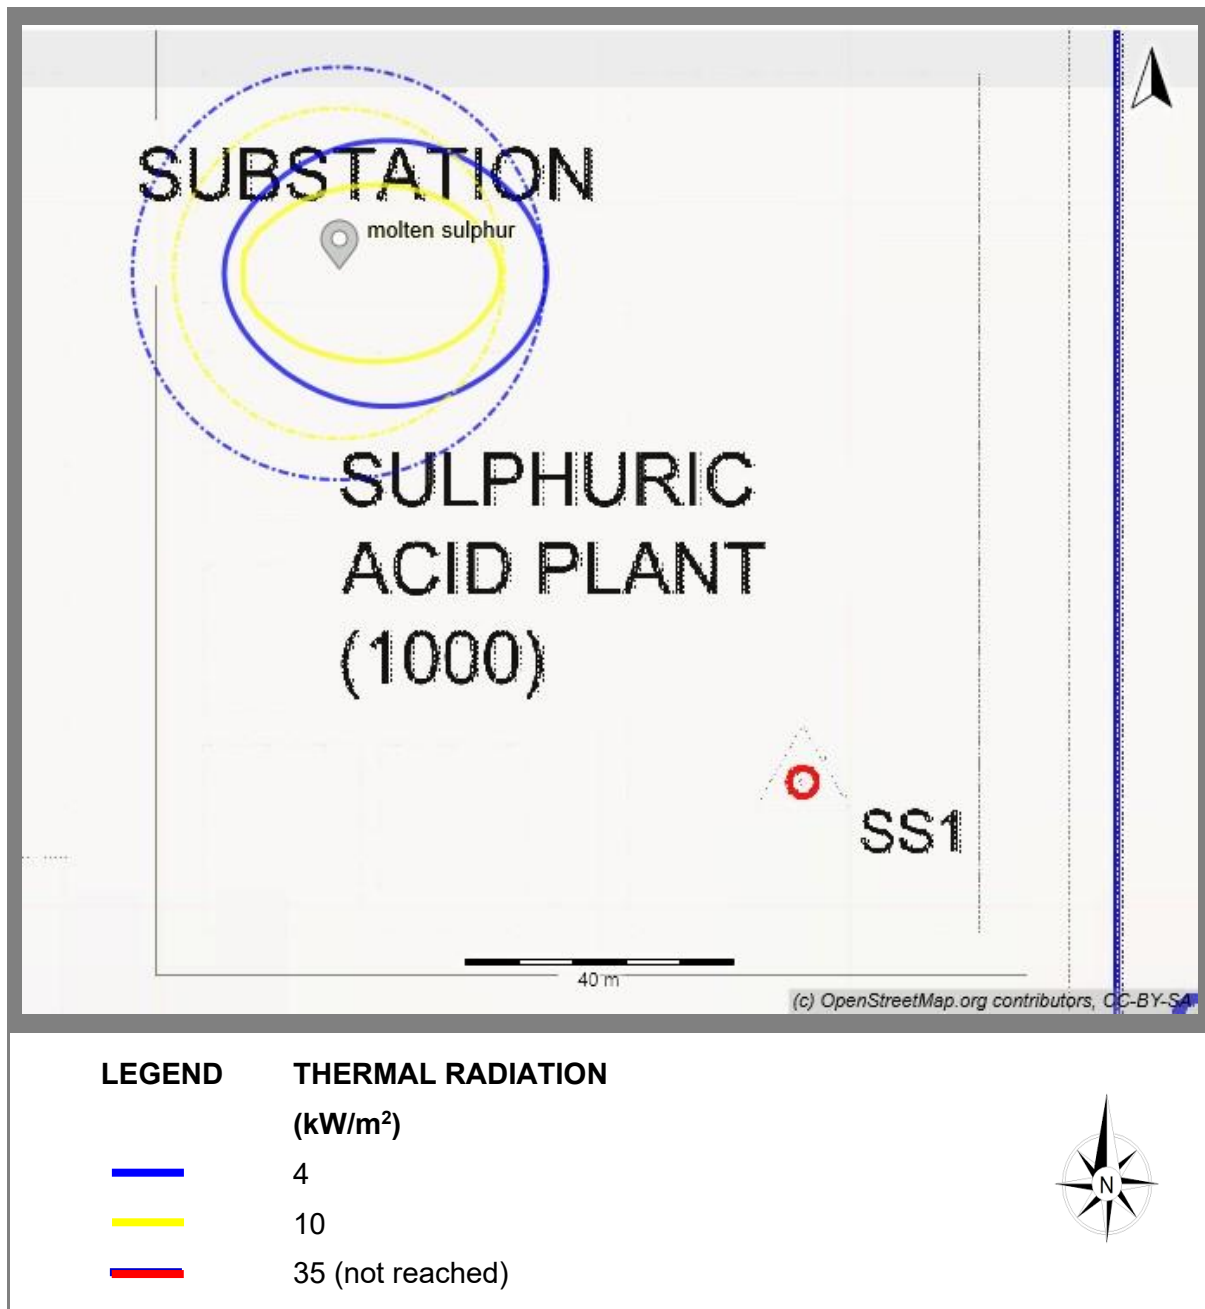 SUBSTATION
molten sulphur
SULPHURIC
ACID PLANT
(1000)
SS1
40 m
(c) OpenStreetMap.org contributors, CC-BY-SA
LEGEND THERMAL RADIATION
(kW/m²)
4
10
35 (not reached)
N